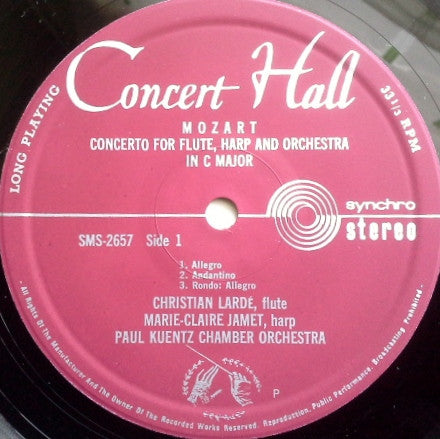 Concert Hall
LONG PLAYING
33 1/3 RPM
MOZART
CONCERTO FOR FLUTE, HARP AND ORCHESTRA
IN C MAJOR
synchro
stereo
SMS-2657 Side 1
1. Allegro
2. Andantino
3. Rondo: Allegro
CHRISTIAN LARDÉ, flute
MARIE-CLAIRE JAMET, harp
PAUL KUENTZ CHAMBER ORCHESTRA
P
- All Rights Of The Manufacturer And The Owner Of The Recorded Works Reserved. Reproduction, Public Performance, Broadcasting Prohibited. -